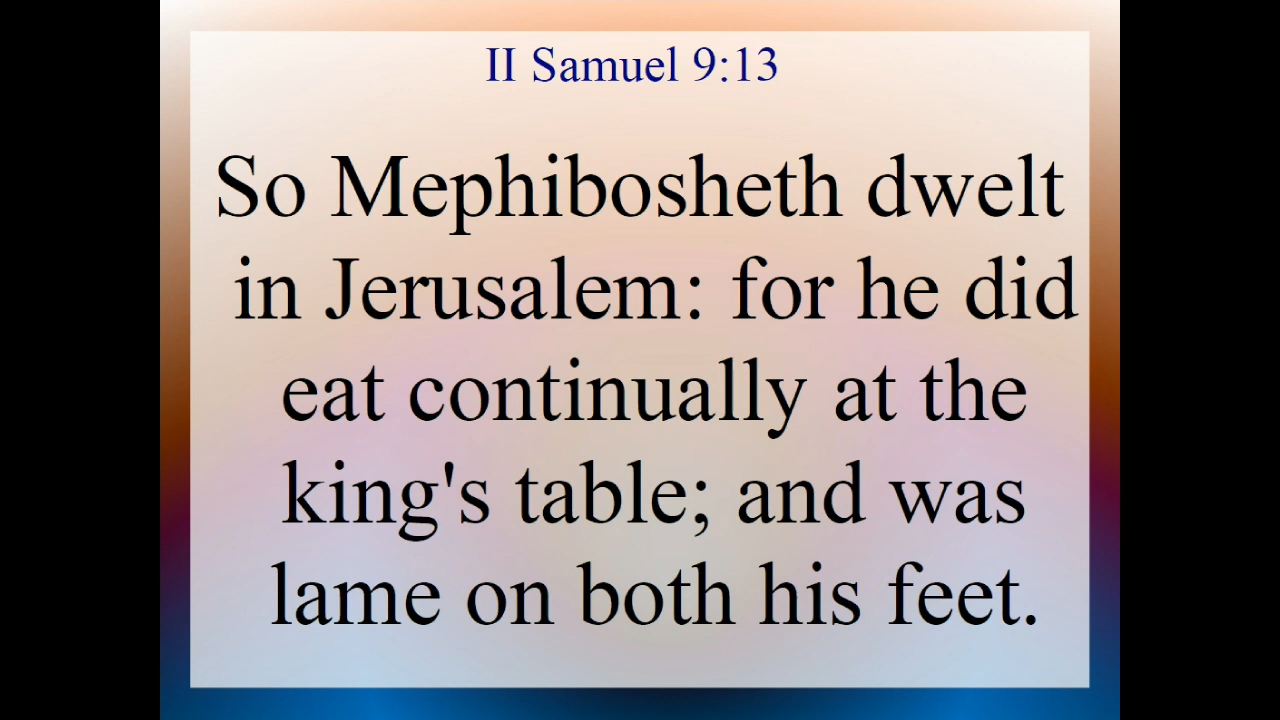 II Samuel 9:13
So Mephibosheth dwelt
in Jerusalem: for he did
eat continually at the
king's table; and was
lame on both his feet.